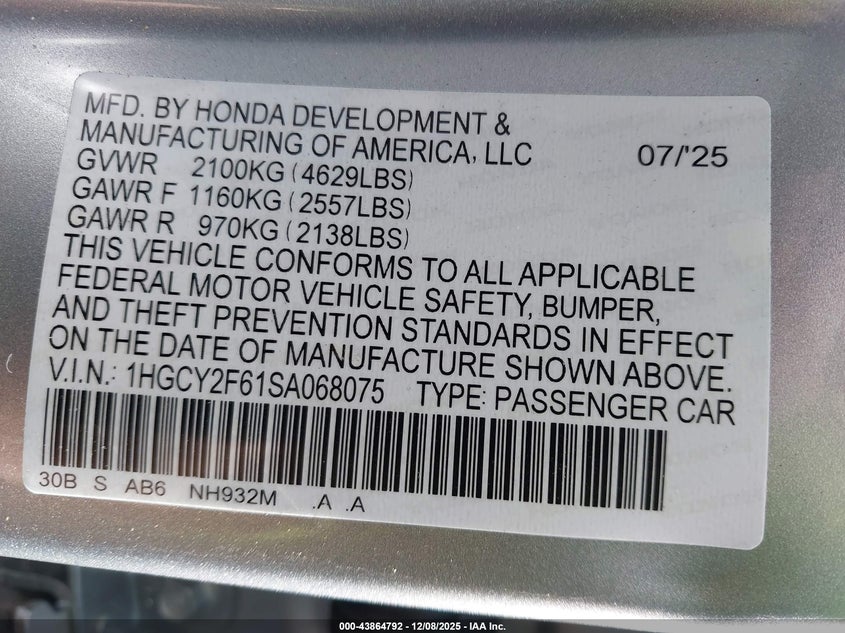 MFD. BY HONDA DEVELOPMENT &
MANUFACTURING OF AMERICA, LLC 07/'25
GVWR 2100KG (4629LBS)
GAWR F 1160KG (2557LBS)
GAWR R 970KG (2138LBS)
THIS VEHICLE CONFORMS TO ALL APPLICABLE
FEDERAL MOTOR VEHICLE SAFETY, BUMPER,
AND THEFT PREVENTION STANDARDS IN EFFECT
ON THE DATE OF MANUFACTURE SHOWN ABOVE.
V.I.N.: 1HGCY2F61SA068075 TYPE: PASSENGER CAR
30B S AB6 NH932M .A .A
000-43864792 - 12/08/2025 - IAA Inc.